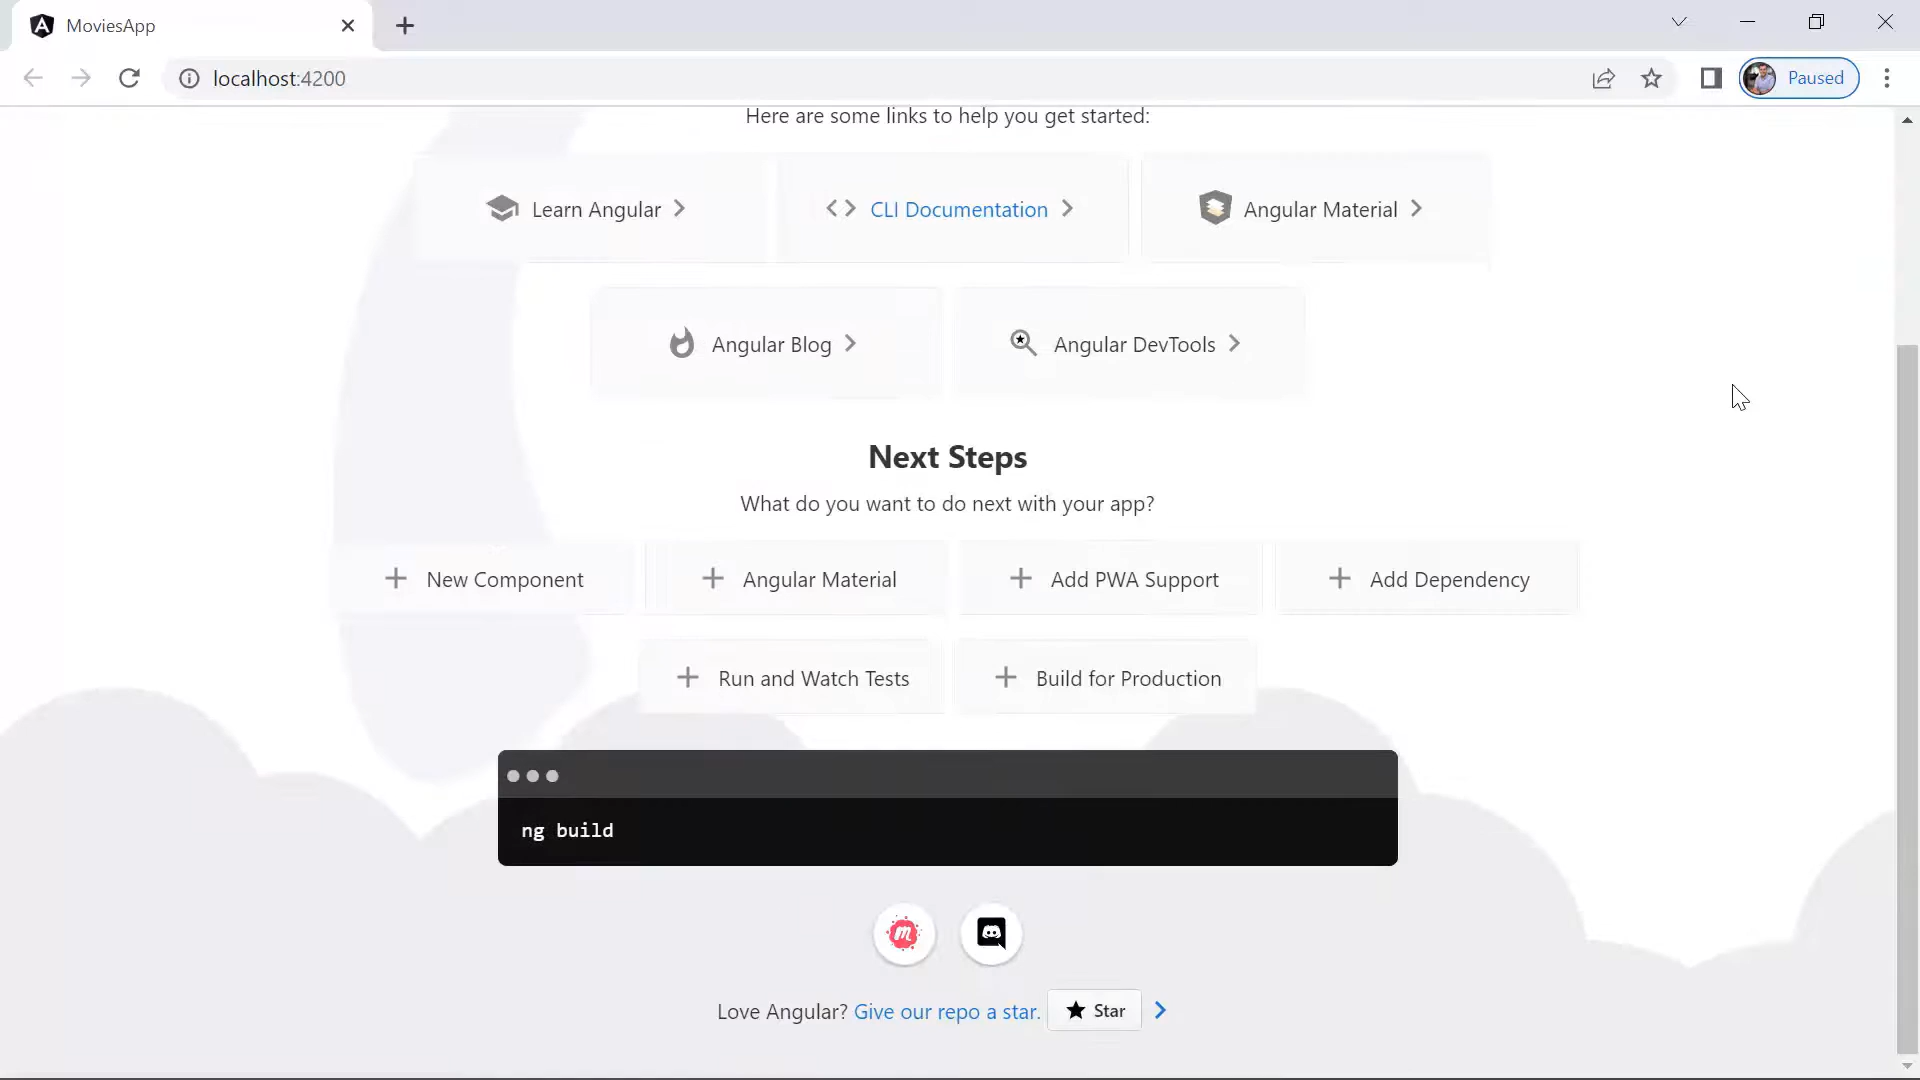 MoviesApp
localhost:4200
Paused
Here are some links to help you get started:
Learn Angular
CLI Documentation
Angular Material
Angular Blog
Angular DevTools
Next Steps
What do you want to do next with your app?
New Component
Angular Material
Add PWA Support
Add Dependency
Run and Watch Tests
Build for Production
ng build
Love Angular? Give our repo a star. Star